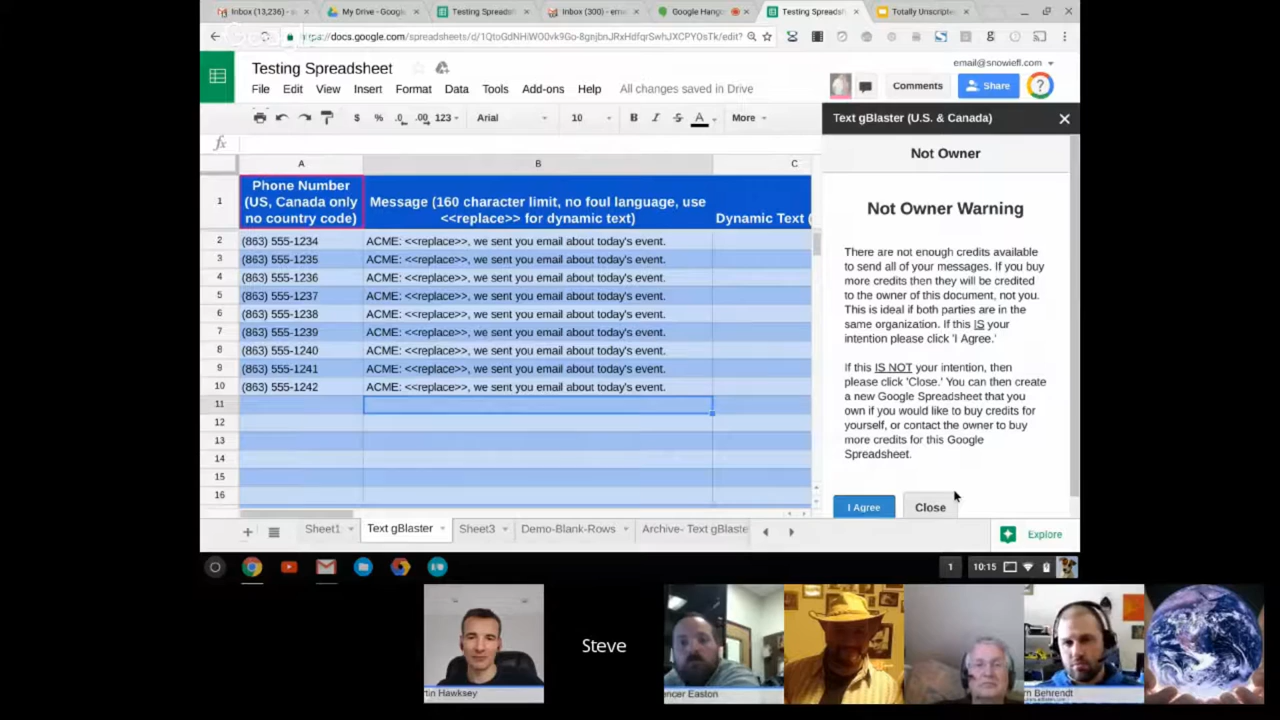 Inbox (13,236) - s
My Drive - Google
Testing Spreads
Inbox (300) - ema
Google Hang
Testing Spreads
Totally Unscripte
https://docs.google.com/spreadsheets/d/
/edit?
Testing Spreadsheet
email@snowiefl.com
File Edit View Insert Format Data Tools Add-ons Help All changes saved in Drive
Comments
Share
$ % .0 .00 123 Arial 10 B I S A More
Text gBlaster (U.S. & Canada)
fx
Not Owner
A B C
1 Phone Number
(US, Canada only
no country code)
Message (160 character limit, no foul language, use
<<replace>> for dynamic text)
Dynamic Text (
2 (863) 555-1234 ACME: <<replace>>, we sent you email about today's event.
3 (863) 555-1235 ACME: <<replace>>, we sent you email about today's event.
4 (863) 555-1236 ACME: <<replace>>, we sent you email about today's event.
5 (863) 555-1237 ACME: <<replace>>, we sent you email about today's event.
6 (863) 555-1238 ACME: <<replace>>, we sent you email about today's event.
7 (863) 555-1239 ACME: <<replace>>, we sent you email about today's event.
8 (863) 555-1240 ACME: <<replace>>, we sent you email about today's event.
9 (863) 555-1241 ACME: <<replace>>, we sent you email about today's event.
10 (863) 555-1242 ACME: <<replace>>, we sent you email about today's event.
11
12
13
14
15
16
Not Owner Warning
There are not enough credits available
to send all of your messages. If you buy
more credits then they will be credited
to the owner of this document, not you.
This is ideal if both parties are in the
same organization. If this IS your
intention please click 'I Agree.'
If this IS NOT your intention, then
please click 'Close.' You can then create
a new Google Spreadsheet that you
own if you would like to buy credits for
yourself, or contact the owner to buy
more credits for this Google
Spreadsheet.
I Agree
Close
Sheet1
Text gBlaster
Sheet3
Demo-Blank-Rows
Archive- Text gBlaste
Explore
1
10:15
Steve
tin Hawksey
encer Easton
m Behrendt